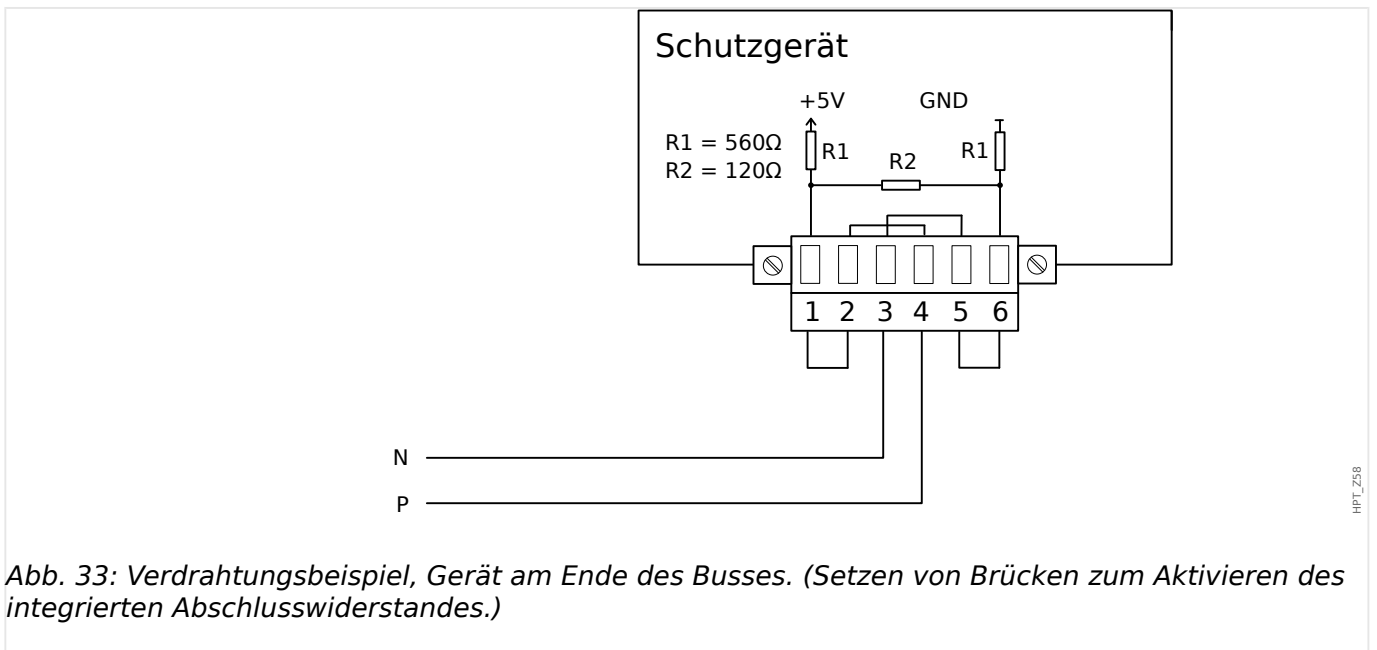 Schutzgerät
+5V GND
R1 = 560Ω
R2 = 120Ω
R1 R2 R1
1 2 3 4 5 6
N
P
HPT_Z58
Abb. 33: Verdrahtungsbeispiel, Gerät am Ende des Busses. (Setzen von Brücken zum Aktivieren des
integrierten Abschlusswiderstandes.)